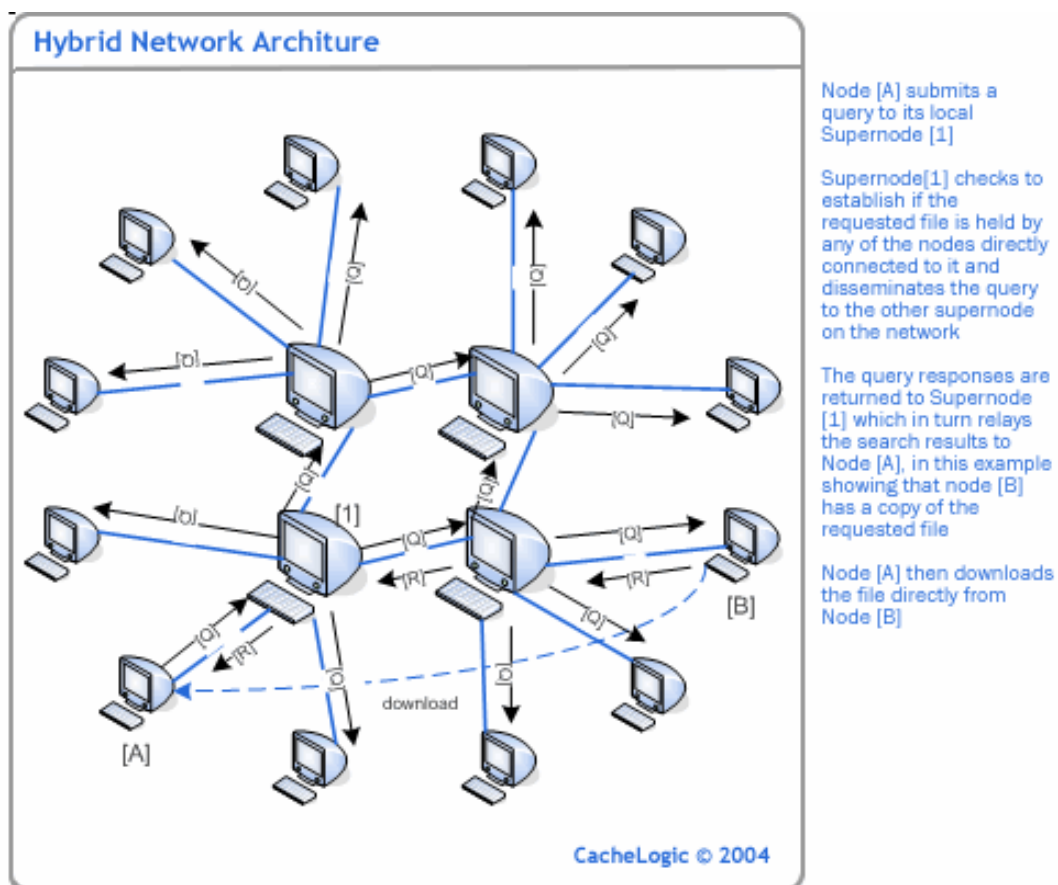 Hybrid Network Architure
Node [A] submits a
query to its local
Supernode [1]
Supernode[1] checks to
establish if the
requested file is held by
any of the nodes directly
connected to it and
disseminates the query
to the other supernode
on the network
The query responses are
returned to Supernode
[1] which in turn relays
the search results to
Node [A], in this example
showing that node [B]
has a copy of the
requested file
Node [A] then downloads
the file directly from
Node [B]
[Q]
[Q]
[Q]
[Q]
[Q]
[Q]
[Q]
[Q]
[Q]
[Q]
[1]
[Q]
[Q]
[R]
[R]
[B]
[Q]
[Q]
[R]
[Q]
[Q]
download
[A]
CacheLogic © 2004